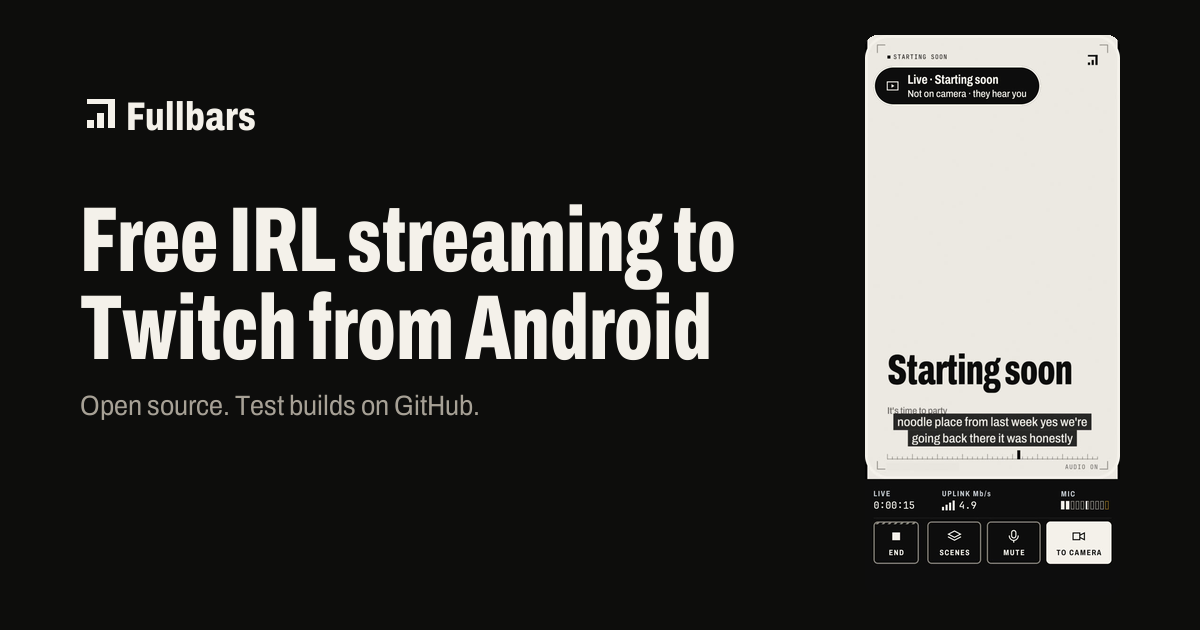 Fullbars
Free IRL streaming to
Twitch from Android
Open source. Test builds on GitHub.
STARTING SOON
Live · Starting soon
Not on camera · they hear you
Starting soon
It's time to party
noodle place from last week yes we're
going back there it was honestly
AUDIO ON
LIVE UPLINK Mb/s MIC
0:00:15 4.9
END SCENES MUTE TO CAMERA